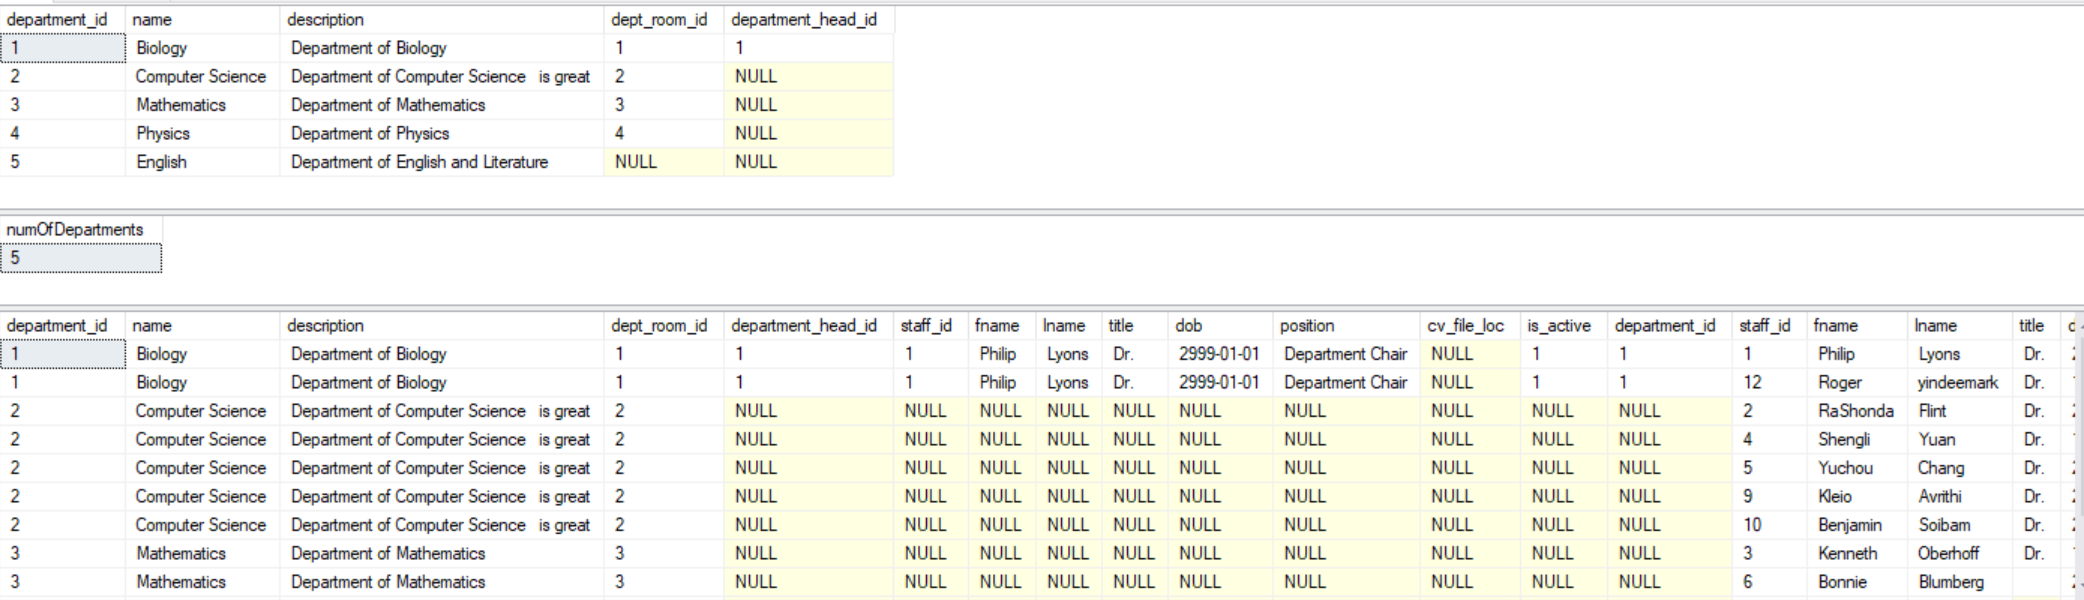 department_id name description dept_room_id department_head_id
1 Biology Department of Biology 1 1
2 Computer Science Department of Computer Science is great 2 NULL
3 Mathematics Department of Mathematics 3 NULL
4 Physics Department of Physics 4 NULL
5 English Department of English and Literature NULL NULL
numOfDepartments
5
department_id name description dept_room_id department_head_id staff_id fname lname title dob position cv_file_loc is_active department_id staff_id fname lname title
1 Biology Department of Biology 1 1 1 Philip Lyons Dr. 2999-01-01 Department Chair NULL 1 1 1 Philip Lyons Dr.
1 Biology Department of Biology 1 1 1 Philip Lyons Dr. 2999-01-01 Department Chair NULL 1 1 12 Roger yindeemark Dr.
2 Computer Science Department of Computer Science is great 2 NULL NULL NULL NULL NULL NULL NULL NULL NULL NULL 2 RaShonda Flint Dr.
2 Computer Science Department of Computer Science is great 2 NULL NULL NULL NULL NULL NULL NULL NULL NULL NULL 4 Shengli Yuan Dr.
2 Computer Science Department of Computer Science is great 2 NULL NULL NULL NULL NULL NULL NULL NULL NULL NULL 5 Yuchou Chang Dr.
2 Computer Science Department of Computer Science is great 2 NULL NULL NULL NULL NULL NULL NULL NULL NULL NULL 9 Kleio Avrithi Dr.
2 Computer Science Department of Computer Science is great 2 NULL NULL NULL NULL NULL NULL NULL NULL NULL NULL 10 Benjamin Soibam Dr.
3 Mathematics Department of Mathematics 3 NULL NULL NULL NULL NULL NULL NULL NULL NULL NULL 3 Kenneth Oberhoff Dr.
3 Mathematics Department of Mathematics 3 NULL NULL NULL NULL NULL NULL NULL NULL NULL NULL 6 Bonnie Blumberg